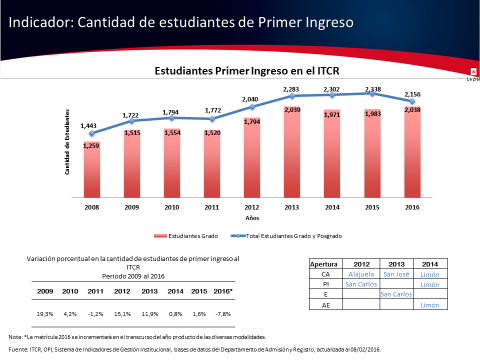 Indicador: Cantidad de estudiantes de Primer Ingreso
Estudiantes Primer Ingreso en el ITCR
Cantidad de Estudiantes
1,443 1,722 1,794 1,772 2,040 2,283 2,302 2,338 2,156
1,259 1,515 1,554 1,520 1,794 2,039 1,971 1,983 2,038
2008 2009 2010 2011 2012 2013 2014 2015 2016
Años
Estudiantes Grado Total Estudiantes Grado y Posgrado
Variación porcentual en la cantidad de estudiantes de primer ingreso al
ITCR
Periodo 2009 al 2016
2009 2010 2011 2012 2013 2014 2015 2016*
19,3% 4,2% -1,2% 15,1% 11,9% 0,8% 1,6% -7,8%
Apertura 2012 2013 2014
CA Alajuela San José Limón
PI San Carlos Limón
E San Carlos
AE Limón
Nota: *La matrícula 2016 se incrementará en el transcurso del año producto de las diversas modalidades.
Fuente: ITCR, OPI, Sistema de Indicadores de Gestión Institucional, bases de datos del Departamento de Admisión y Registro, actualizada al 08/02/2016.